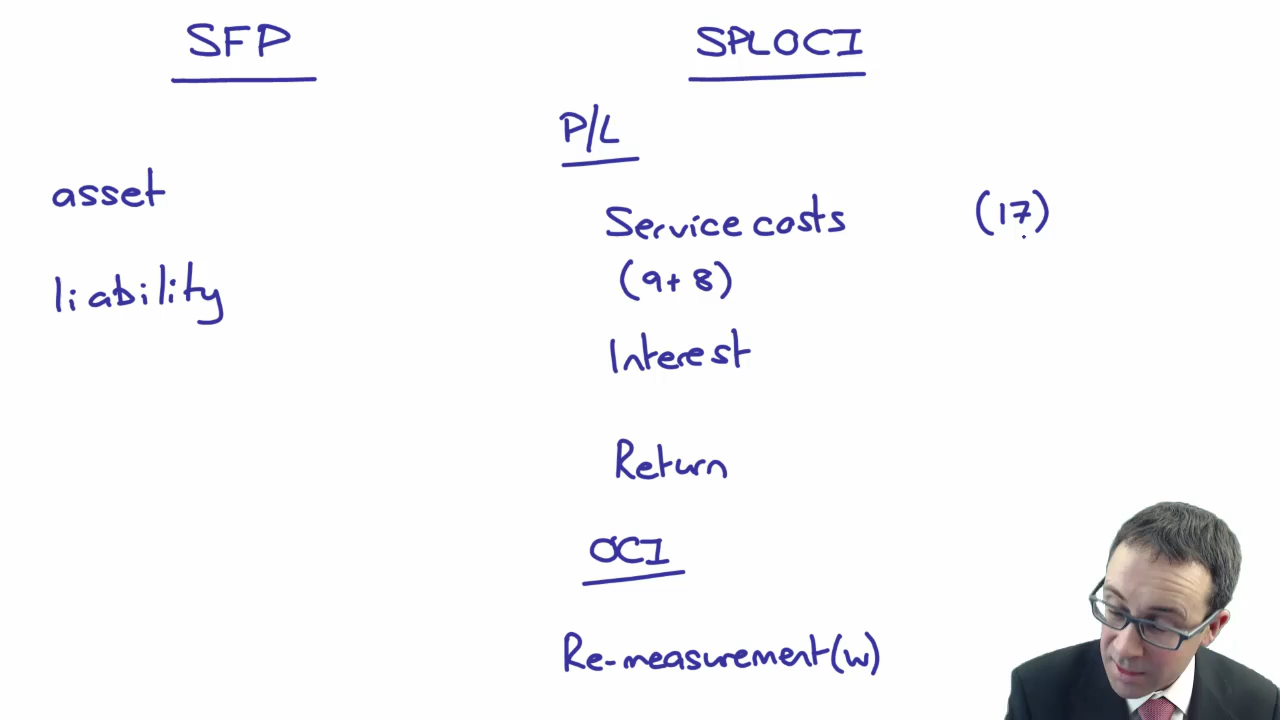 SFP
asset
liability
SPLOCI
P/L
Service costs (17)
(9+8)
Interest
Return
OCI
Re-measurement(w)